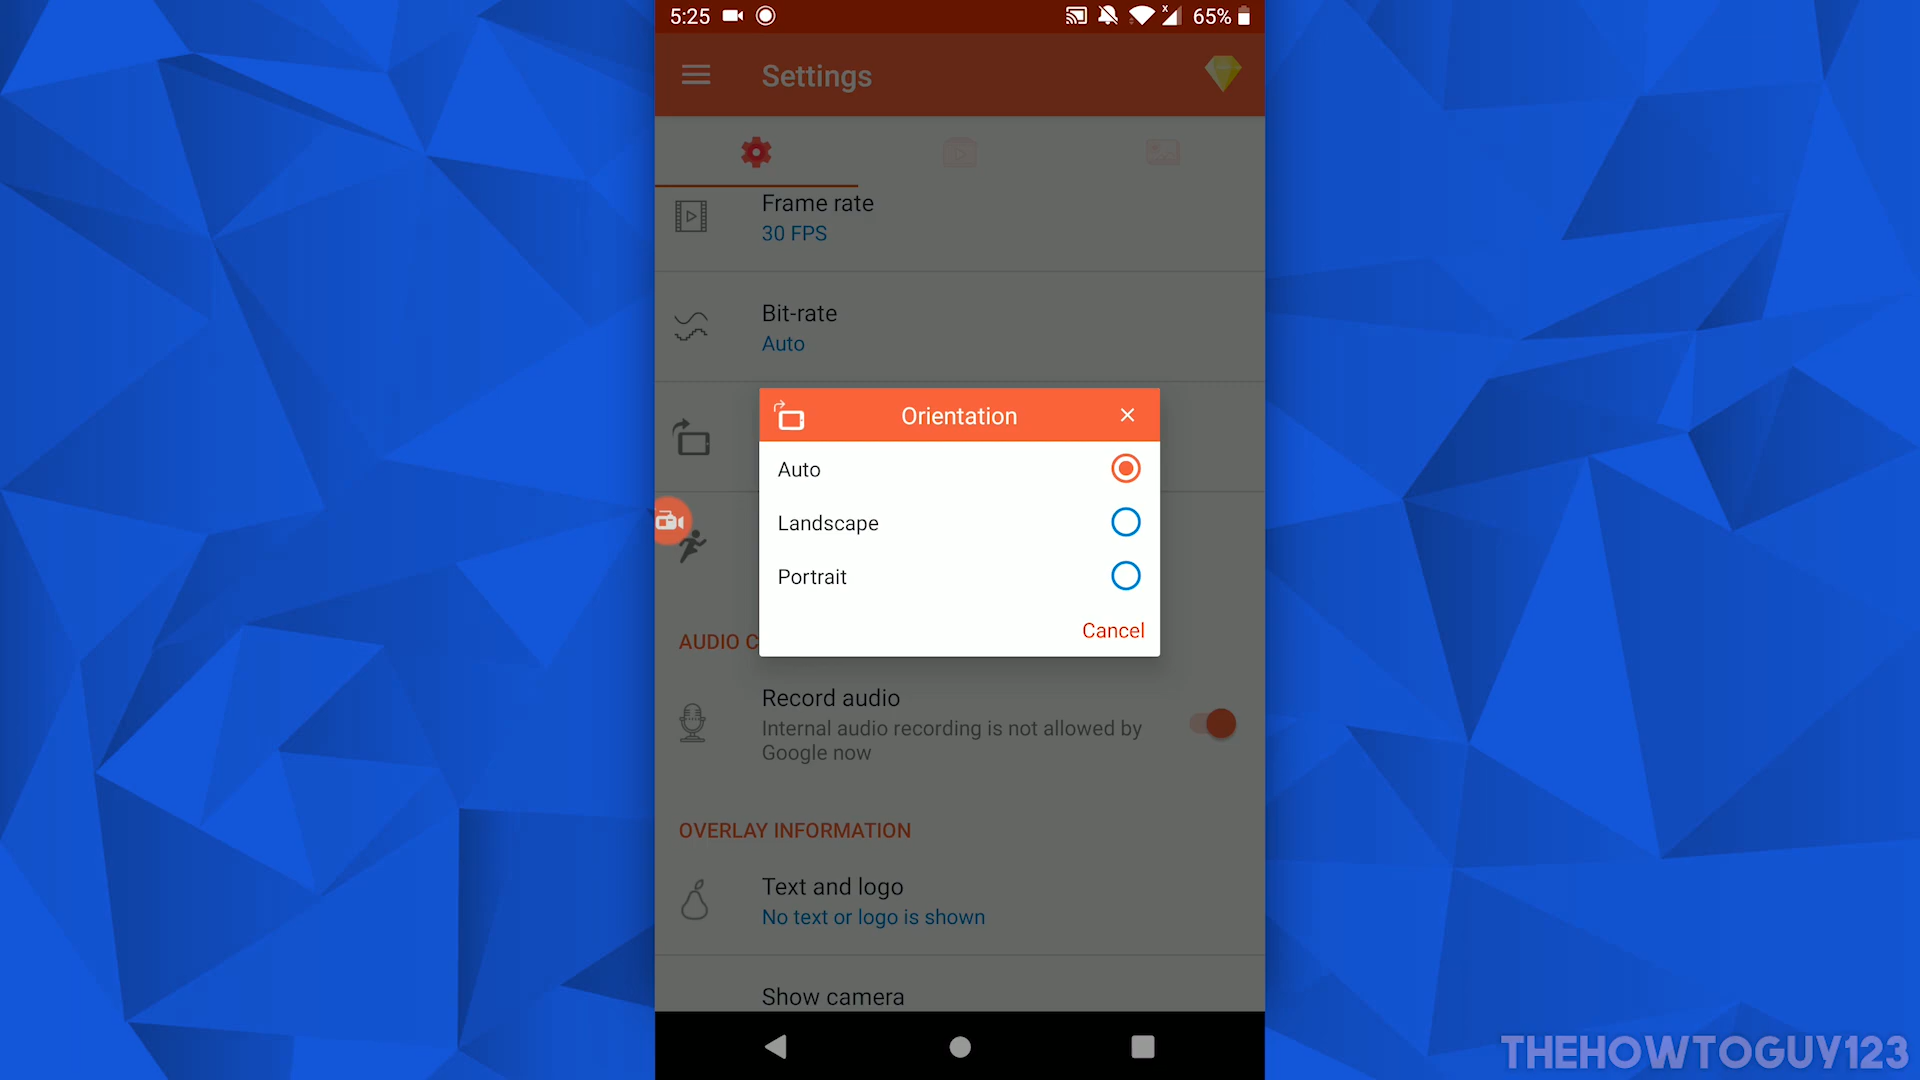 5:25
65%
Settings
Frame rate
30 FPS
Bit-rate
Auto
Orientation
Auto
Landscape
Portrait
Cancel
AUDIO C
Record audio
Internal audio recording is not allowed by
Google now
OVERLAY INFORMATION
Text and logo
No text or logo is shown
Show camera
THEHOWTOGUY123